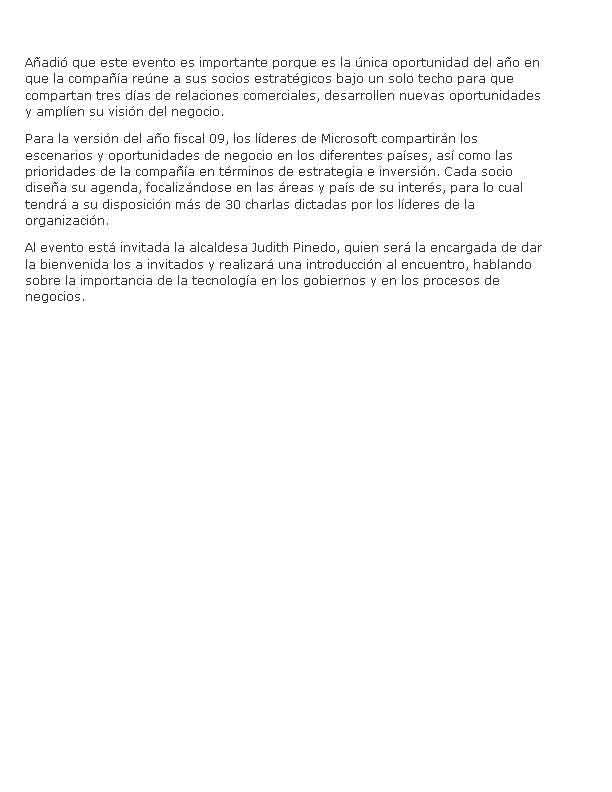 Añadió que este evento es importante porque es la única oportunidad del año en
que la compañía reúne a sus socios estratégicos bajo un solo techo para que
compartan tres días de relaciones comerciales, desarrollen nuevas oportunidades
y amplíen su visión del negocio.
Para la versión del año fiscal 09, los líderes de Microsoft compartirán los
escenarios y oportunidades de negocio en los diferentes países, así como las
prioridades de la compañía en términos de estrategia e inversión. Cada socio
diseña su agenda, focalizándose en las áreas y país de su interés, para lo cual
tendrá a su disposición más de 30 charlas dictadas por los líderes de la
organización.
Al evento está invitada la alcaldesa Judith Pinedo, quien será la encargada de dar
la bienvenida los a invitados y realizará una introducción al encuentro, hablando
sobre la importancia de la tecnología en los gobiernos y en los procesos de
negocios.